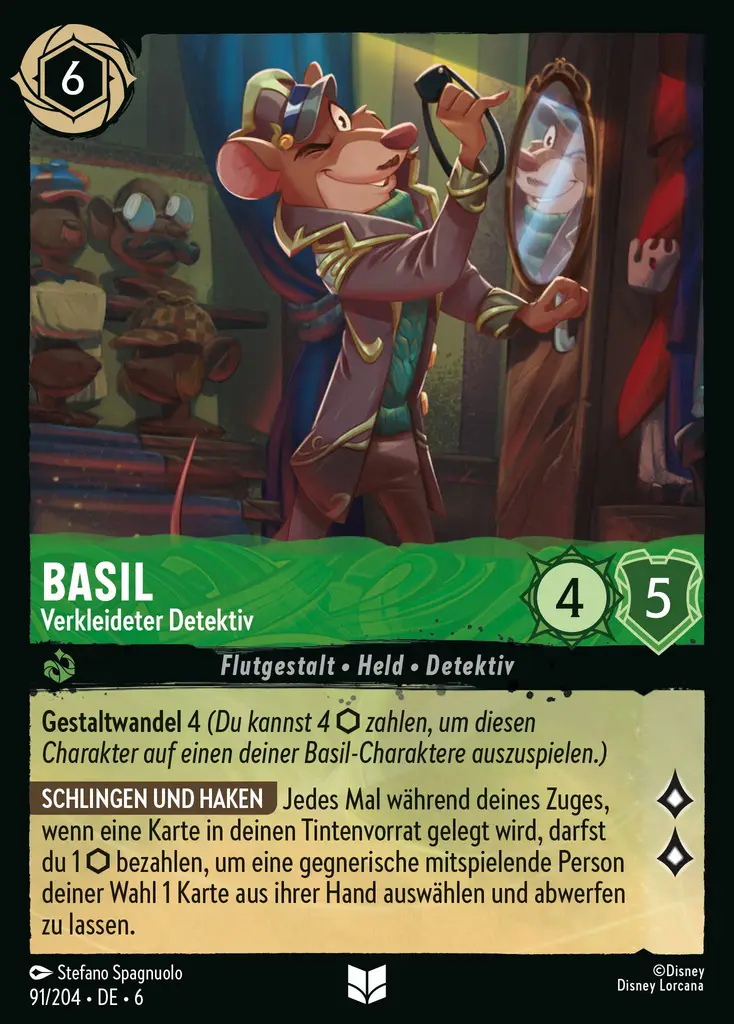 6
BASIL
Verkleideter Detektiv
4
5
Flutgestalt • Held • Detektiv
Gestaltwandel 4 (Du kannst 4 ⬡ zahlen, um diesen
Charakter auf einen deiner Basil-Charaktere auszuspielen.)
SCHLINGEN UND HAKEN Jedes Mal während deines Zuges,
wenn eine Karte in deinen Tintenvorrat gelegt wird, darfst
du 1 ⬡ bezahlen, um eine gegnerische mitspielende Person
deiner Wahl 1 Karte aus ihrer Hand auswählen und abwerfen
zu lassen.
Stefano Spagnuolo
91/204 • DE • 6
©Disney
Disney Lorcana